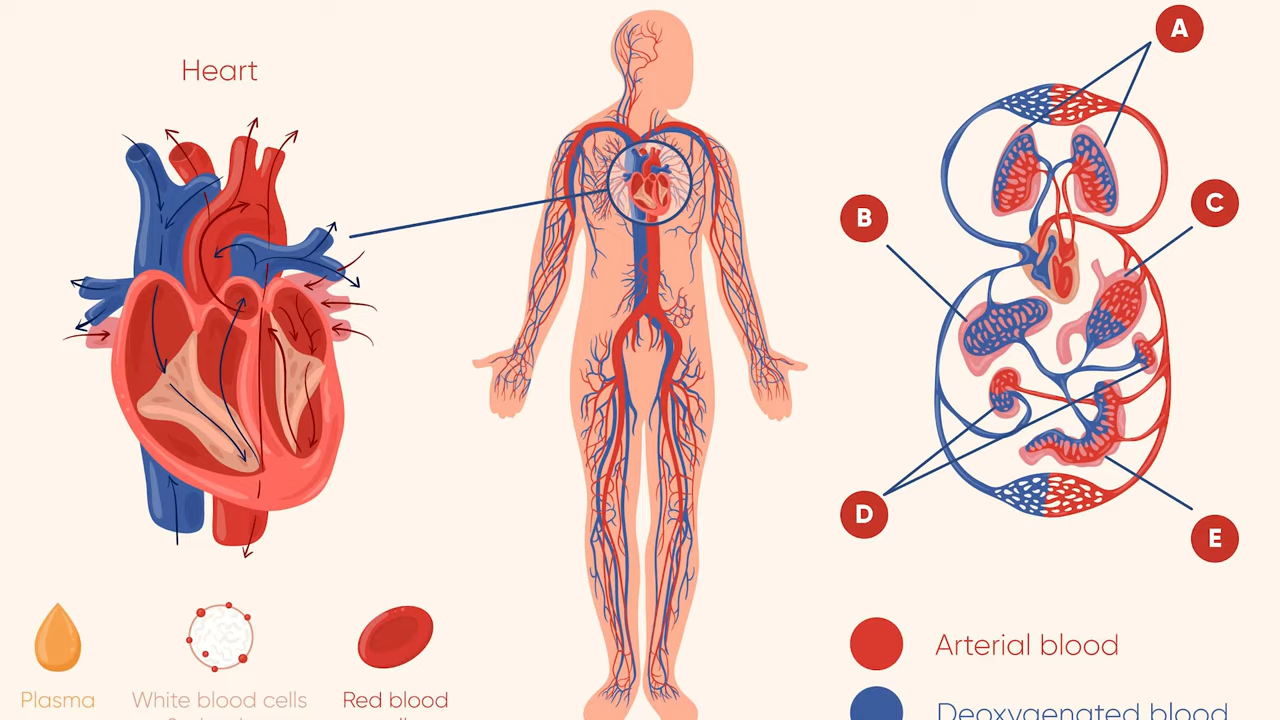 Heart
A
B
C
D
E
Plasma
White blood cells
Red blood
Arterial blood
Deoxygenated blood